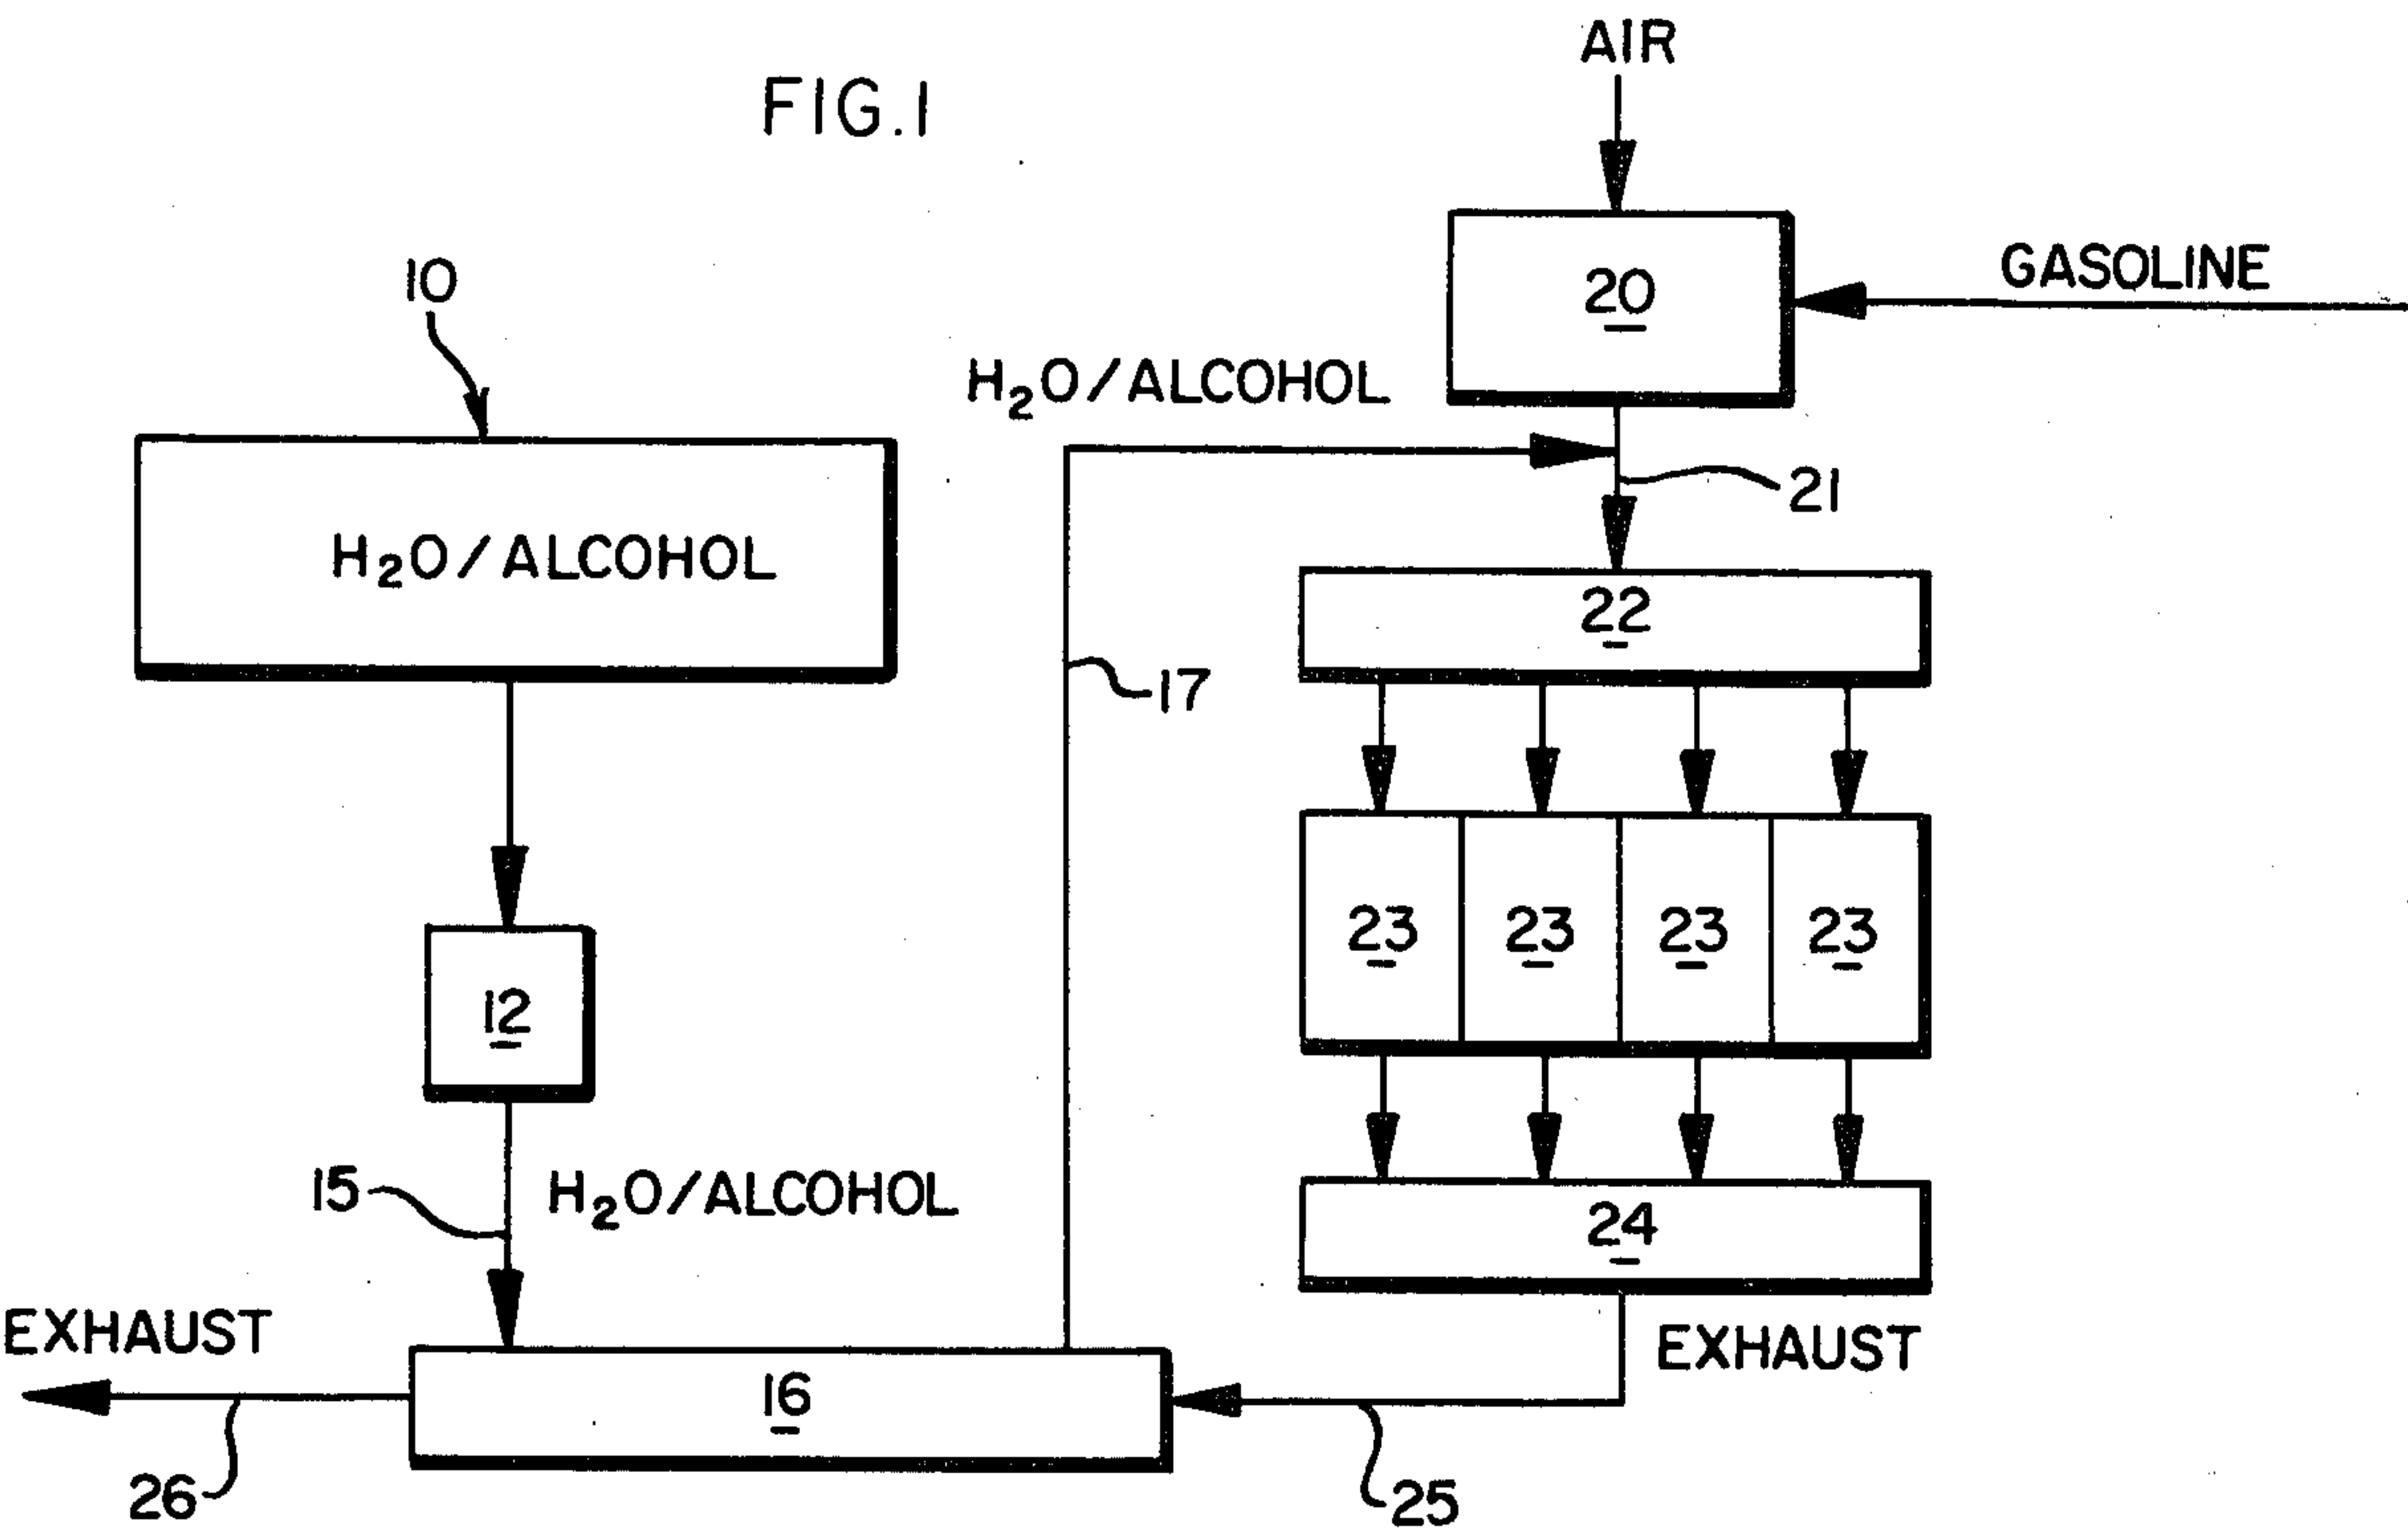 FIG.1
AIR
20
GASOLINE
10
H₂O/ALCOHOL
H₂O/ALCOHOL
21
22
17
23 23 23 23
12
15
H₂O/ALCOHOL
24
EXHAUST
EXHAUST
16
26
25